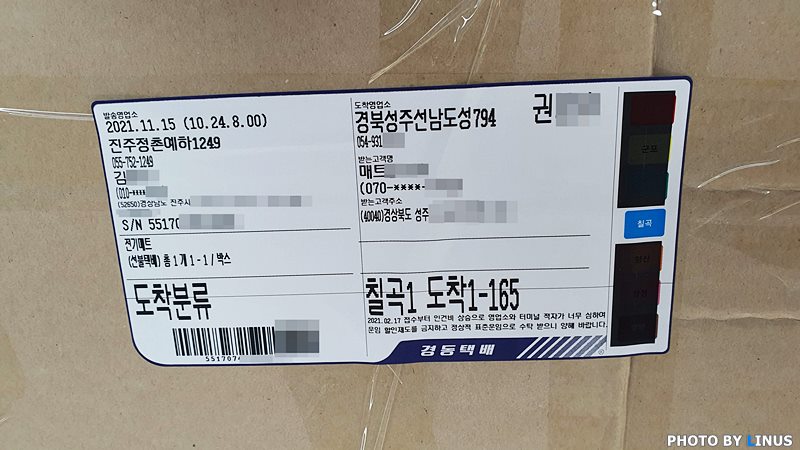 발송영업소
2021.11.15 (10.24.8.00)
진주정촌예하1249
055-752-1249
김
(010-****
(52650)경상남도 진주시
S/N 55170
전기매트
(선불택배) 총 1 개 1 - 1 / 박스
도착분류
551707
도착영업소
경북성주선남도성794
권
054-931
받는고객명
매트
(070-****-
받는고객주소
(40040)경상북도 성주
칠곡1 도착1-165
2021.02.17 접수부터 인건비 상승으로 영업소와 터미널 적자가 너무 심하며
운임 할인제도를 금지하고 정상적 표준운임으로 수탁 받으니 양해 바랍니다.
경동택배
군포
칠곡
PHOTO BY LINUS